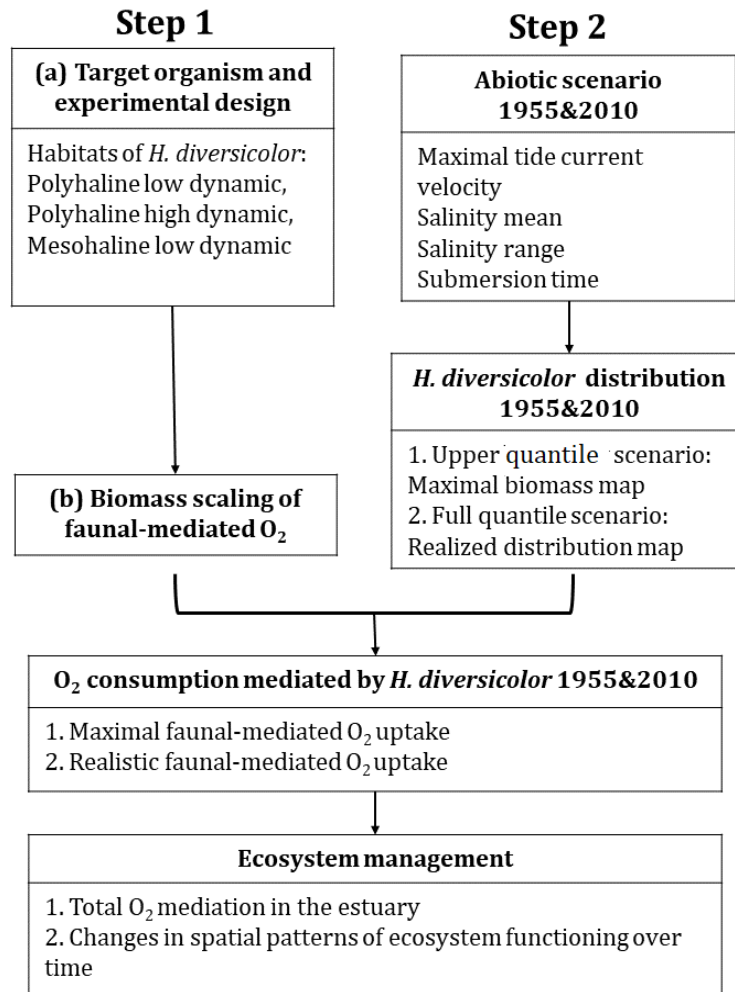 Step 1
(a) Target organism and
experimental design
Habitats of H. diversicolor:
Polyhaline low dynamic,
Polyhaline high dynamic,
Mesohaline low dynamic
(b) Biomass scaling of
faunal-mediated O₂
Step 2
Abiotic scenario
1955&2010
Maximal tide current
velocity
Salinity mean
Salinity range
Submersion time
H. diversicolor distribution
1955&2010
1. Upper quantile scenario:
Maximal biomass map
2. Full quantile scenario:
Realized distribution map
O₂ consumption mediated by H. diversicolor 1955&2010
1. Maximal faunal-mediated O₂ uptake
2. Realistic faunal-mediated O₂ uptake
Ecosystem management
1. Total O₂ mediation in the estuary
2. Changes in spatial patterns of ecosystem functioning over
time